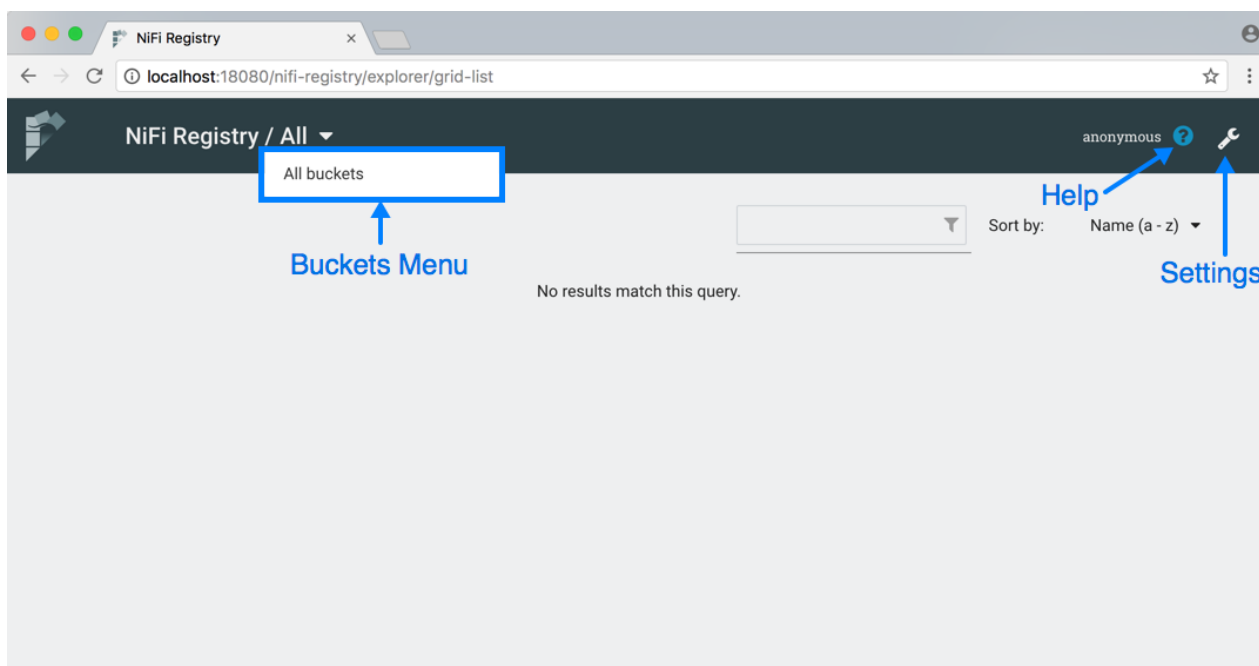 NiFi Registry
localhost:18080/nifi-registry/explorer/grid-list
NiFi Registry / All
anonymous
All buckets
Help
Sort by: Name (a - z)
Buckets Menu
Settings
No results match this query.